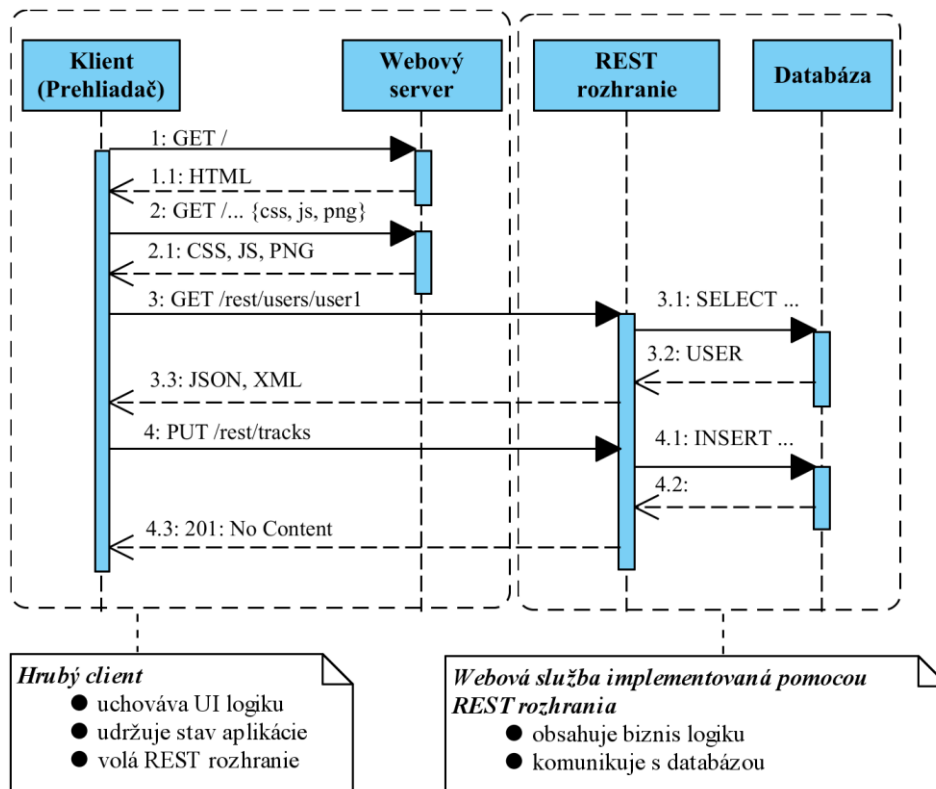 Klient
(Prehliadač)
Webový
server
REST
rozhranie
Databáza
1: GET /
1.1: HTML
2: GET /... {css, js, png}
2.1: CSS, JS, PNG
3: GET /rest/users/user1
3.1: SELECT ...
3.2: USER
3.3: JSON, XML
4: PUT /rest/tracks
4.1: INSERT ...
4.2:
4.3: 201: No Content
Hrubý client
● uchováva UI logiku
● udržuje stav aplikácie
● volá REST rozhranie
Webová služba implementovaná pomocou
REST rozhrania
● obsahuje biznis logiku
● komunikuje s databázou